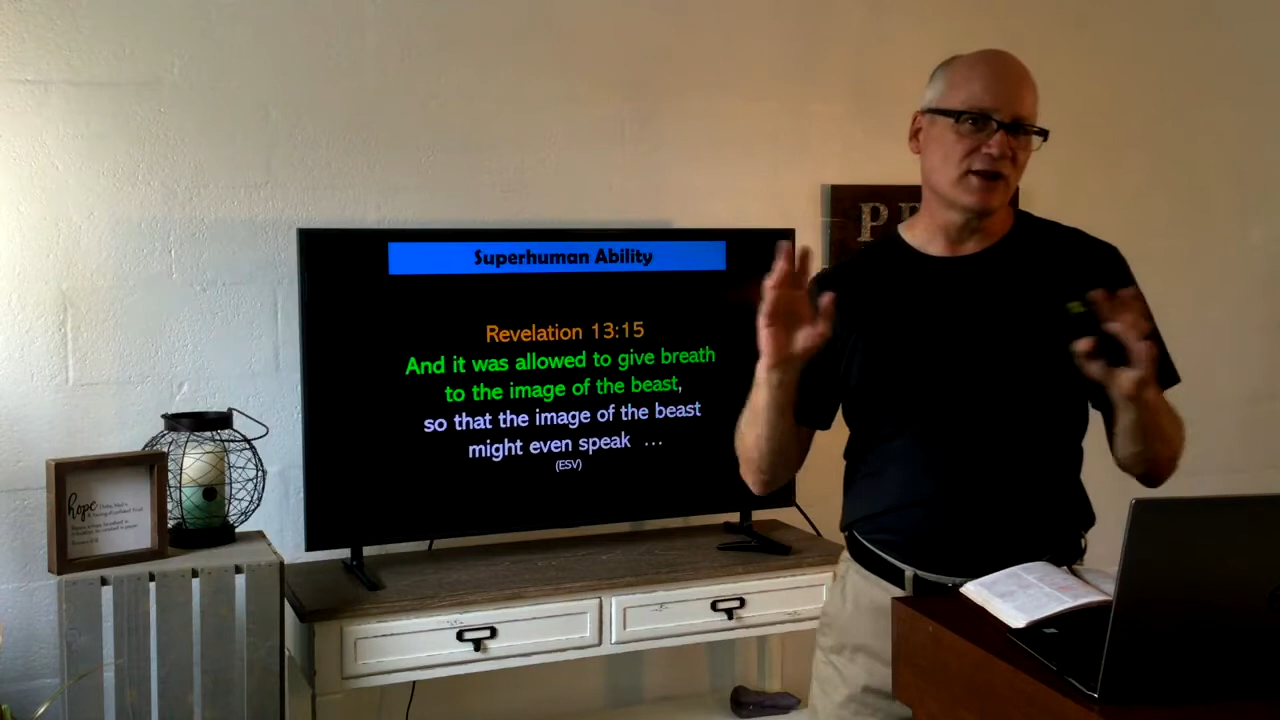 Superhuman Ability
Revelation 13:15
And it was allowed to give breath
to the image of the beast,
so that the image of the beast
might even speak ...
(ESV)
hope